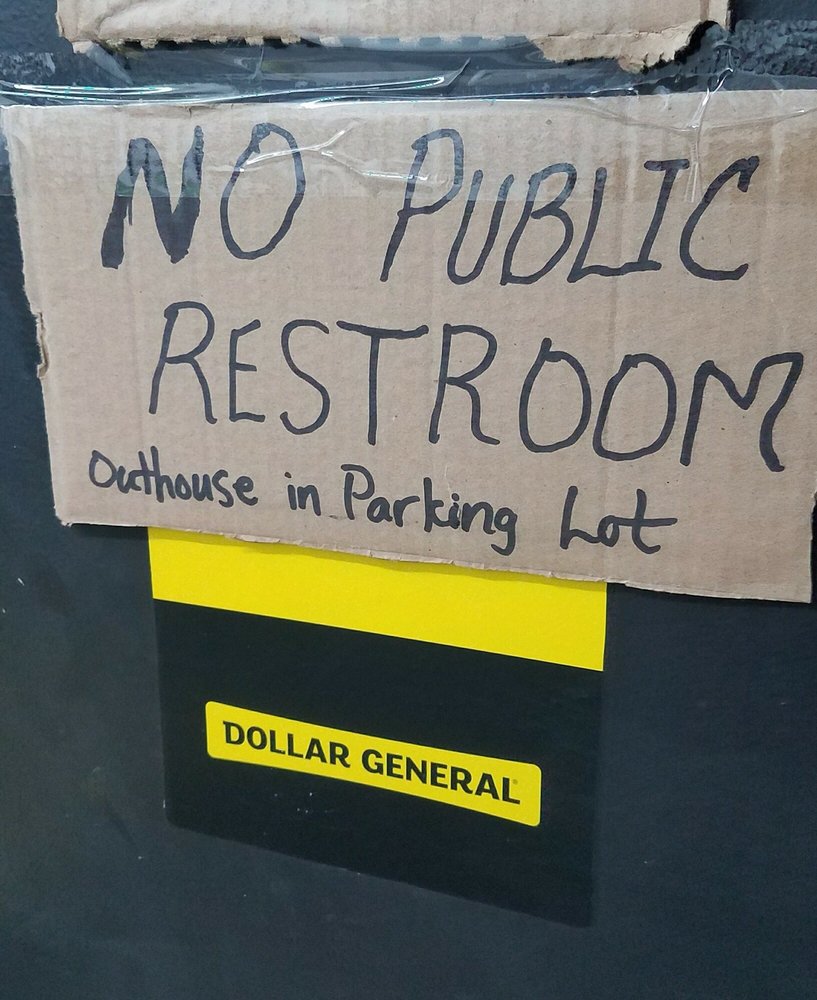 NO PUBLIC
RESTROOM
Outhouse in Parking Lot
DOLLAR GENERAL